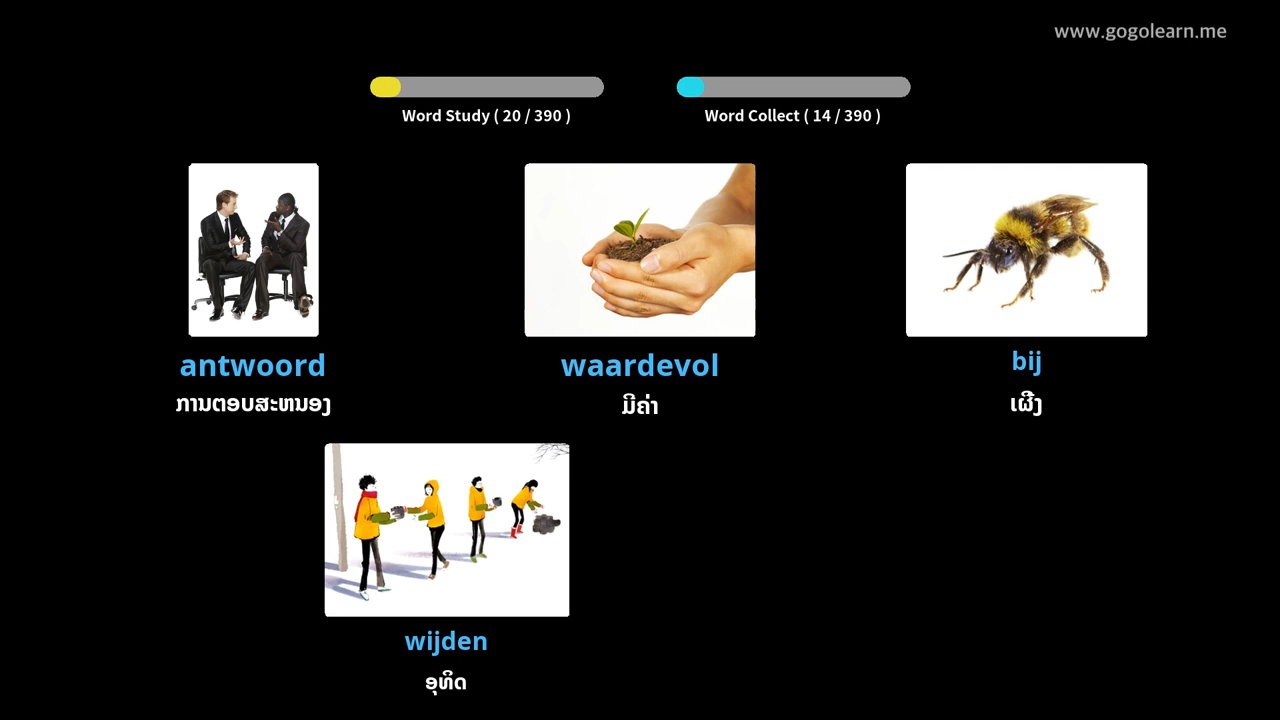 www.gogolearn.me
Word Study ( 20 / 390 )
Word Collect ( 14 / 390 )
antwoord
waardevol
bij
ການຕອບສະຫນອງ
ມີຄ່າ
ເຜີ້ງ
wijden
ອຸທິດ